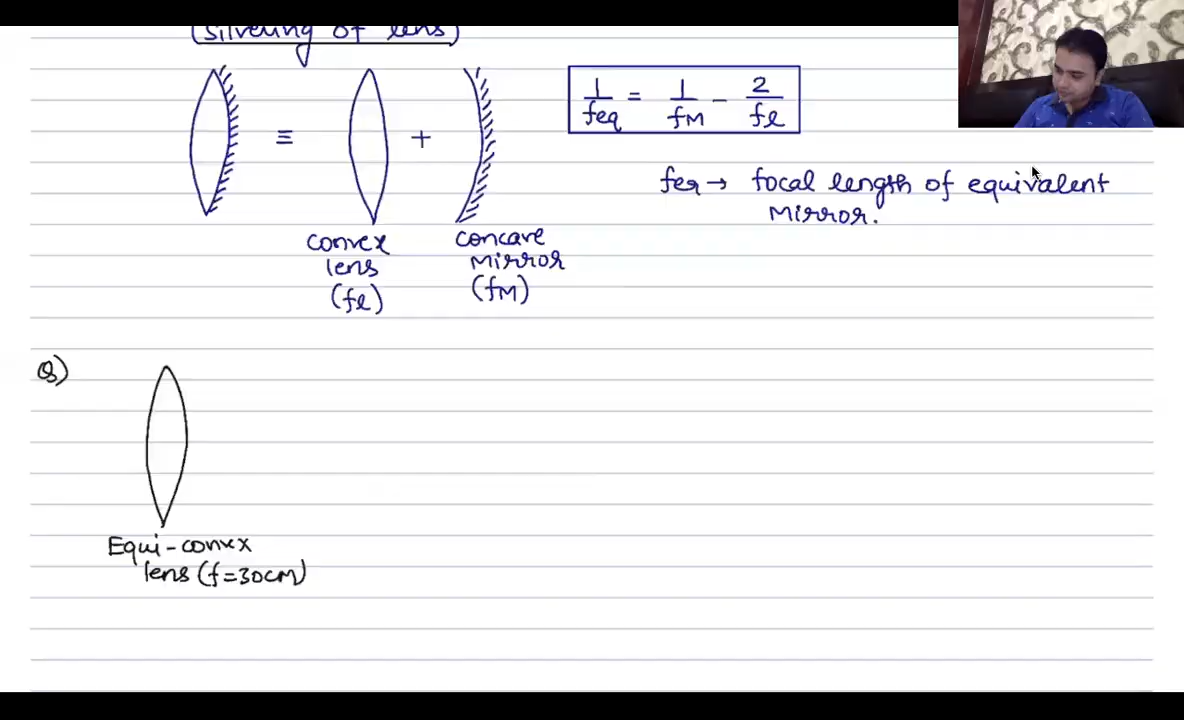 (Silvering of lens)
≡ +
1/feq = 1/fM − 2/fl
feq → focal length of equivalent
mirror.
convex
lens
(fl)
concave
mirror
(fM)
Q)
Equi-convex
lens (f=30cm)